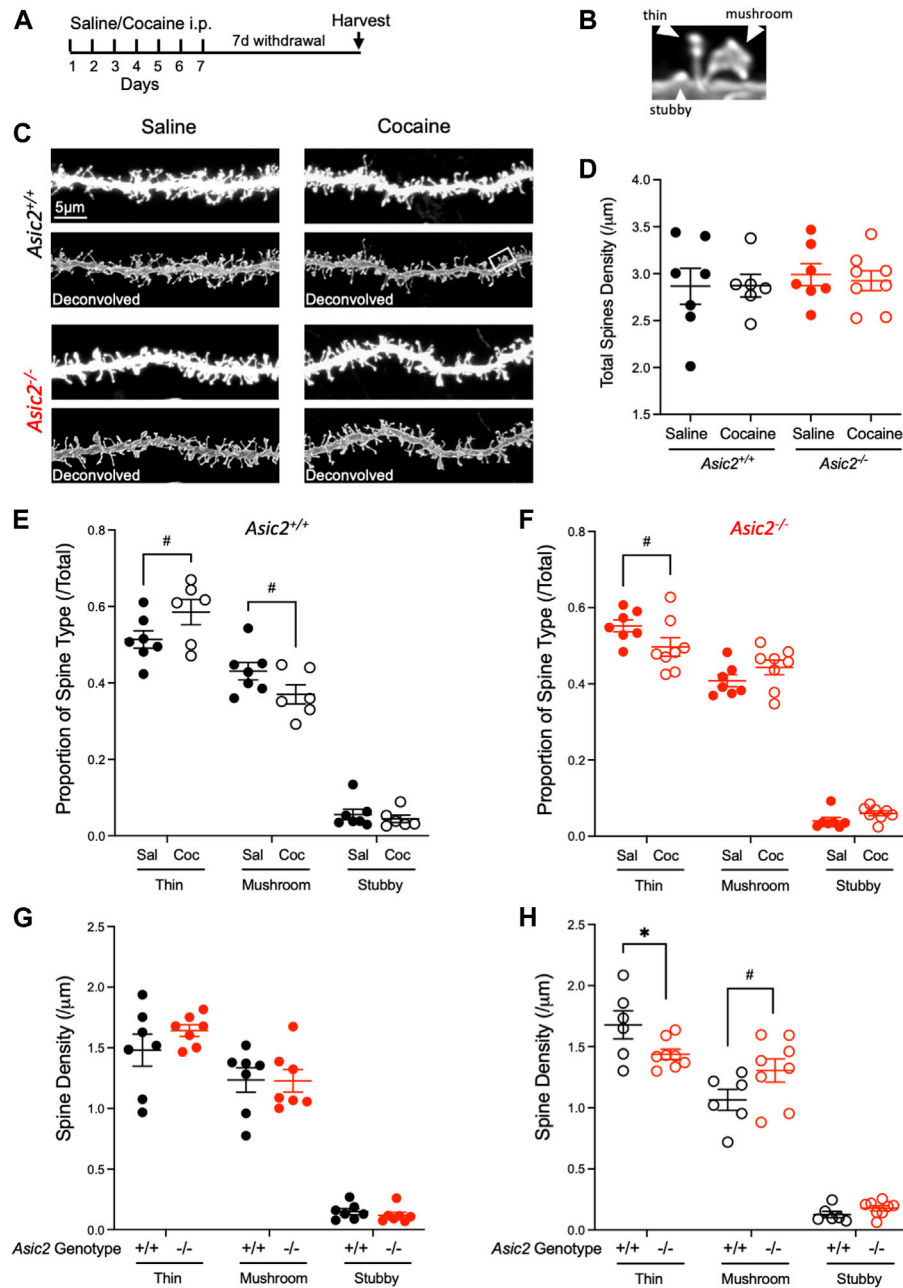 A
Saline/Cocaine i.p.
Harvest
7d withdrawal
1 2 3 4 5 6 7
Days
B
thin
mushroom
stubby
C
Saline
Cocaine
Asic2+/+
5μm
Deconvolved
Deconvolved
Asic2-/-
Deconvolved
Deconvolved
D
Total Spines Density (/μm)
4.0
3.5
3.0
2.5
2.0
1.5
Saline Cocaine Saline Cocaine
Asic2+/+ Asic2-/-
E
Asic2+/+
Proportion of Spine Type (/Total)
0.8
0.6
0.4
0.2
0.0
# #
Sal Coc Sal Coc Sal Coc
Thin Mushroom Stubby
F
Asic2-/-
Proportion of Spine Type (/Total)
0.8
0.6
0.4
0.2
0.0
#
Sal Coc Sal Coc Sal Coc
Thin Mushroom Stubby
G
Spine Density (/μm)
2.5
2.0
1.5
1.0
0.5
0.0
Asic2 Genotype +/+ -/- +/+ -/- +/+ -/-
Thin Mushroom Stubby
H
Spine Density (/μm)
2.5
2.0
1.5
1.0
0.5
0.0
* #
Asic2 Genotype +/+ -/- +/+ -/- +/+ -/-
Thin Mushroom Stubby